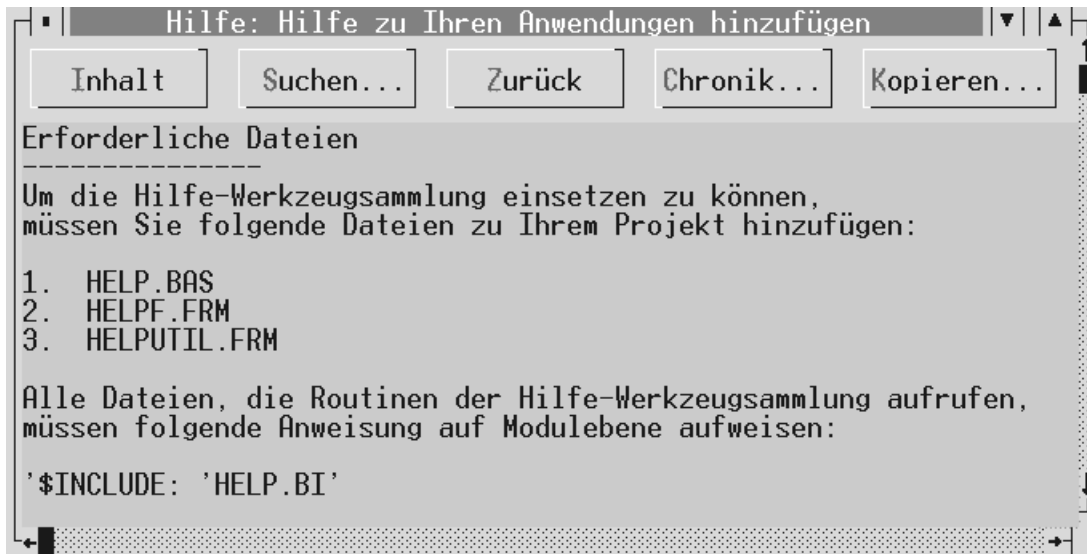 Hilfe: Hilfe zu Ihren Anwendungen hinzufügen
Inhalt Suchen... Zurück Chronik... Kopieren...
Erforderliche Dateien
---------------
Um die Hilfe-Werkzeugsammlung einsetzen zu können,
müssen Sie folgende Dateien zu Ihrem Projekt hinzufügen:
1. HELP.BAS
2. HELPF.FRM
3. HELPUTIL.FRM
Alle Dateien, die Routinen der Hilfe-Werkzeugsammlung aufrufen,
müssen folgende Anweisung auf Modulebene aufweisen:
'$INCLUDE: 'HELP.BI'